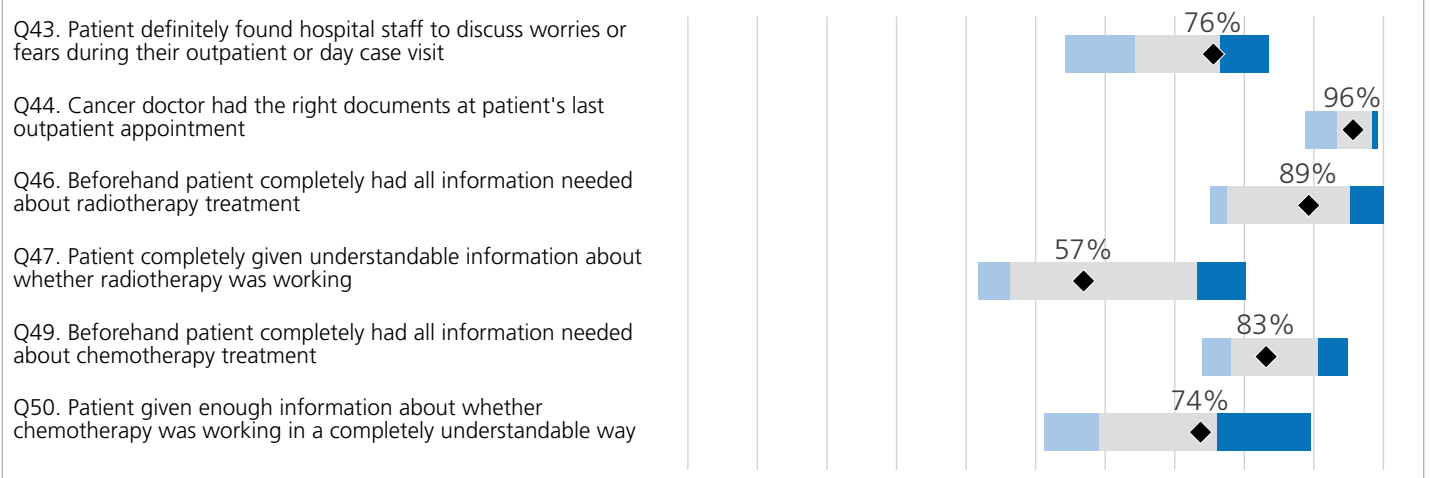 Q43. Patient definitely found hospital staff to discuss worries or
fears during their outpatient or day case visit
76%
Q44. Cancer doctor had the right documents at patient's last
outpatient appointment
96%
Q46. Beforehand patient completely had all information needed
about radiotherapy treatment
89%
Q47. Patient completely given understandable information about
whether radiotherapy was working
57%
Q49. Beforehand patient completely had all information needed
about chemotherapy treatment
83%
Q50. Patient given enough information about whether
chemotherapy was working in a completely understandable way
74%